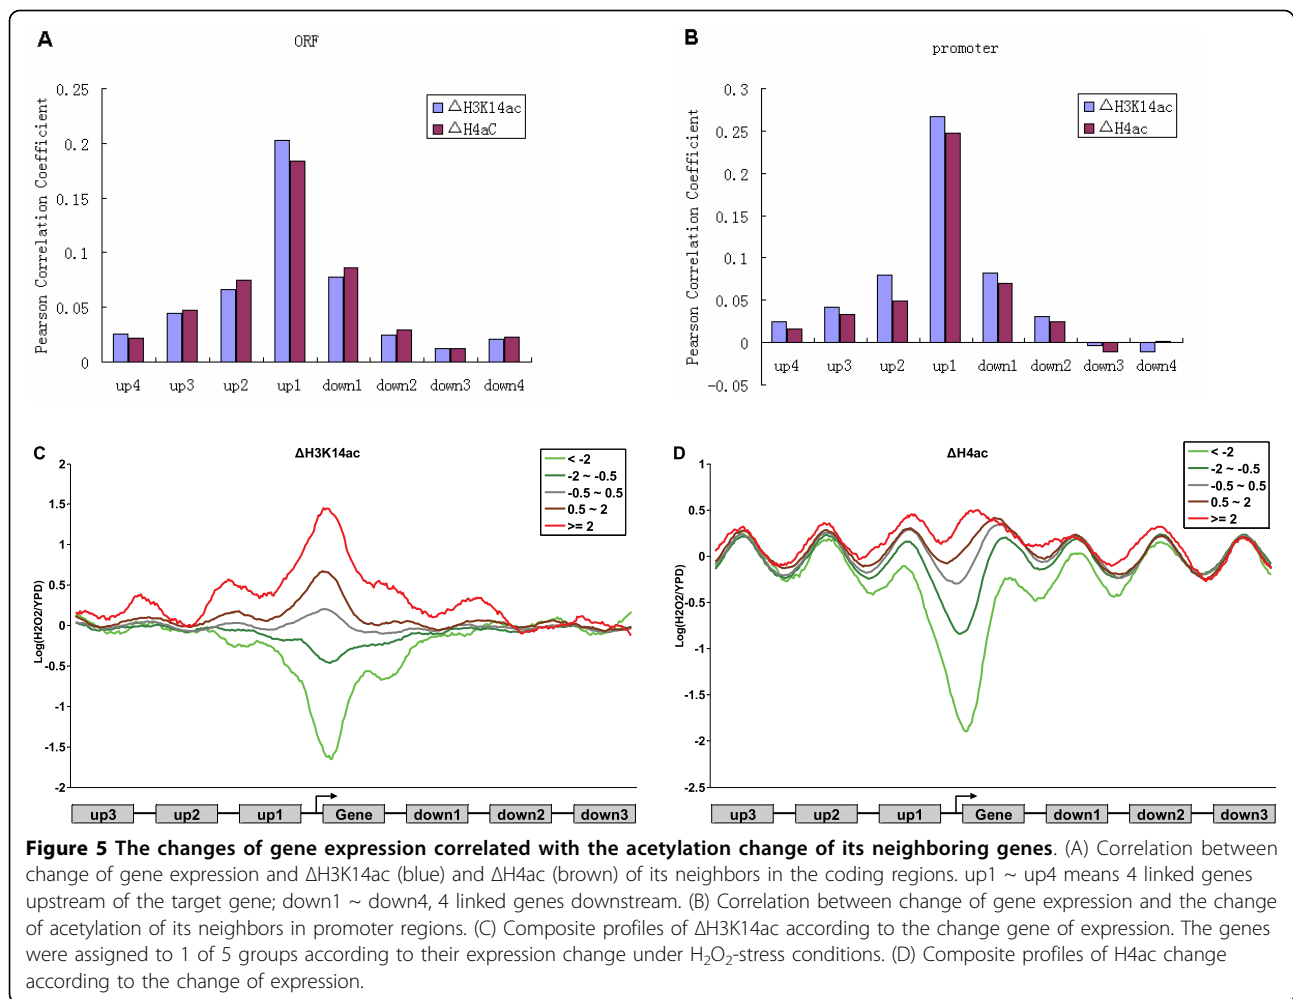 A
ORF
Pearson Correlation Coefficient
0.25
0.2
0.15
0.1
0.05
0
△H3K14ac
△H4aC
up4 up3 up2 up1 down1 down2 down3 down4
B
promoter
Pearson Correlation Coefficient
0.3
0.25
0.2
0.15
0.1
0.05
0
-0.05
△H3K14ac
△H4ac
up4 up3 up2 up1 down1 down2 down3 down4
C
ΔH3K14ac
Log(H2O2/YPD)
2
1.5
1
0.5
0
-0.5
-1
-1.5
-2
< -2
-2 ~ -0.5
-0.5 ~ 0.5
0.5 ~ 2
>= 2
up3 up2 up1 Gene down1 down2 down3
D
ΔH4ac
Log(H2O2/YPD)
1
0.5
0
-0.5
-1
-1.5
-2
-2.5
< -2
-2 ~ -0.5
-0.5 ~ 0.5
0.5 ~ 2
>= 2
up3 up2 up1 Gene down1 down2 down3
Figure 5 The changes of gene expression correlated with the acetylation change of its neighboring genes. (A) Correlation between
change of gene expression and ΔH3K14ac (blue) and ΔH4ac (brown) of its neighbors in the coding regions. up1 ~ up4 means 4 linked genes
upstream of the target gene; down1 ~ down4, 4 linked genes downstream. (B) Correlation between change of gene expression and the change
of acetylation of its neighbors in promoter regions. (C) Composite profiles of ΔH3K14ac according to the change gene of expression. The genes
were assigned to 1 of 5 groups according to their expression change under H₂O₂-stress conditions. (D) Composite profiles of H4ac change
according to the change of expression.